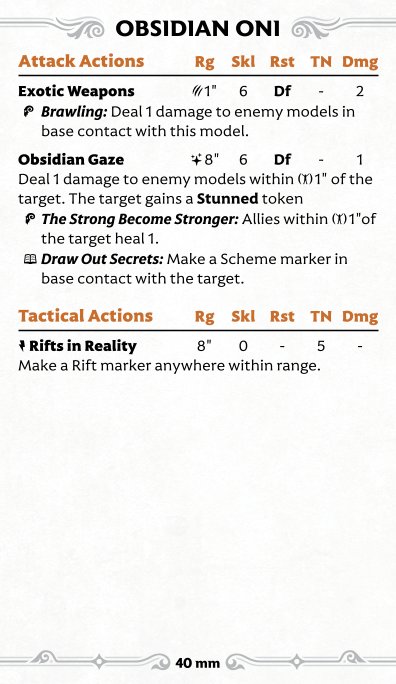 OBSIDIAN ONI
Attack Actions Rg Skl Rst TN Dmg
Exotic Weapons 1" 6 Df - 2
Brawling: Deal 1 damage to enemy models in
base contact with this model.
Obsidian Gaze 8" 6 Df - 1
Deal 1 damage to enemy models within 1" of the
target. The target gains a Stunned token
The Strong Become Stronger: Allies within 1"of
the target heal 1.
Draw Out Secrets: Make a Scheme marker in
base contact with the target.
Tactical Actions Rg Skl Rst TN Dmg
Rifts in Reality 8" 0 - 5 -
Make a Rift marker anywhere within range.
40 mm